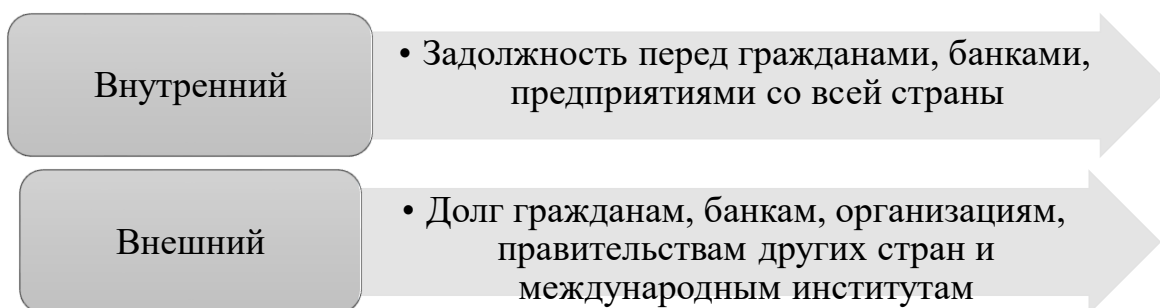 Внутренний
• Задолжность перед гражданами, банками,
предприятиями со всей страны
Внешний
• Долг гражданам, банкам, организациям,
правительствам других стран и
международным институтам